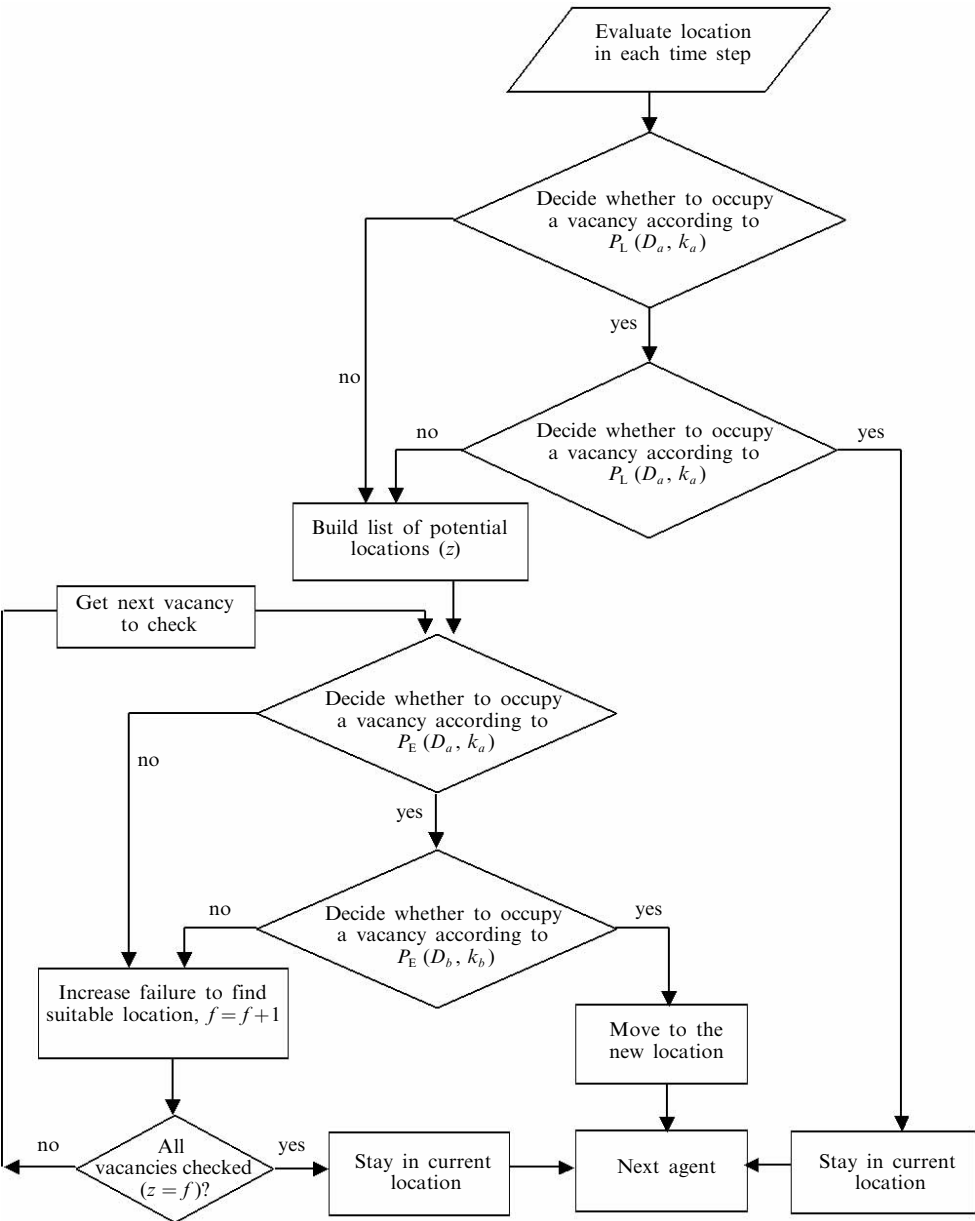 Evaluate location
in each time step
Decide whether to occupy
a vacancy according to
P_L (D_a, k_a)
yes
no
Decide whether to occupy
a vacancy according to
P_L (D_a, k_a)
no
yes
Build list of potential
locations (z)
Get next vacancy
to check
Decide whether to occupy
a vacancy according to
P_E (D_a, k_a)
no
yes
Decide whether to occupy
a vacancy according to
P_E (D_b, k_b)
no
yes
Increase failure to find
suitable location, f = f + 1
Move to the
new location
All
vacancies checked
(z = f)?
no
yes
Stay in current
location
Next agent
Stay in current
location